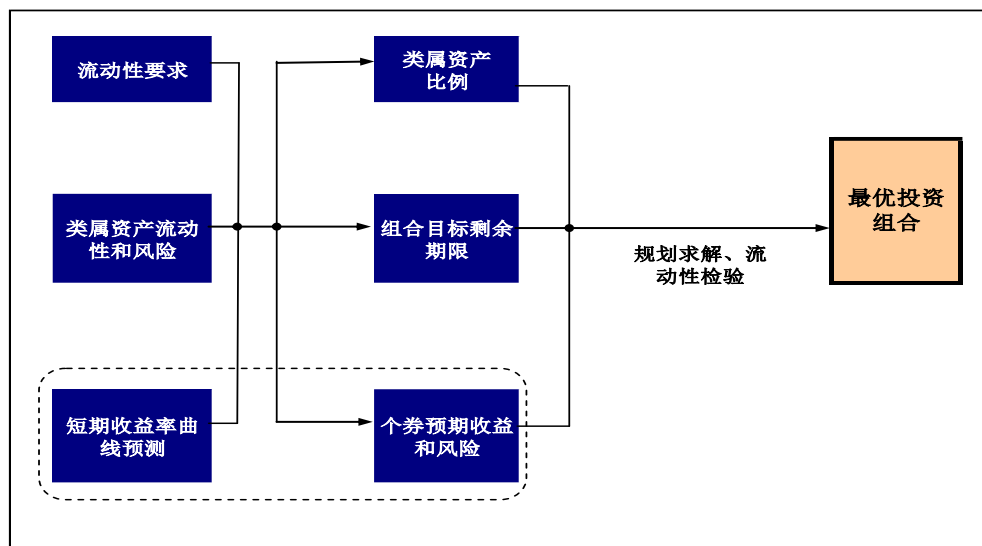 流动性要求
类属资产
比例
类属资产流动
性和风险
组合目标剩余
期限
最优投资
组合
规划求解、流
动性检验
短期收益率曲
线预测
个券预期收益
和风险